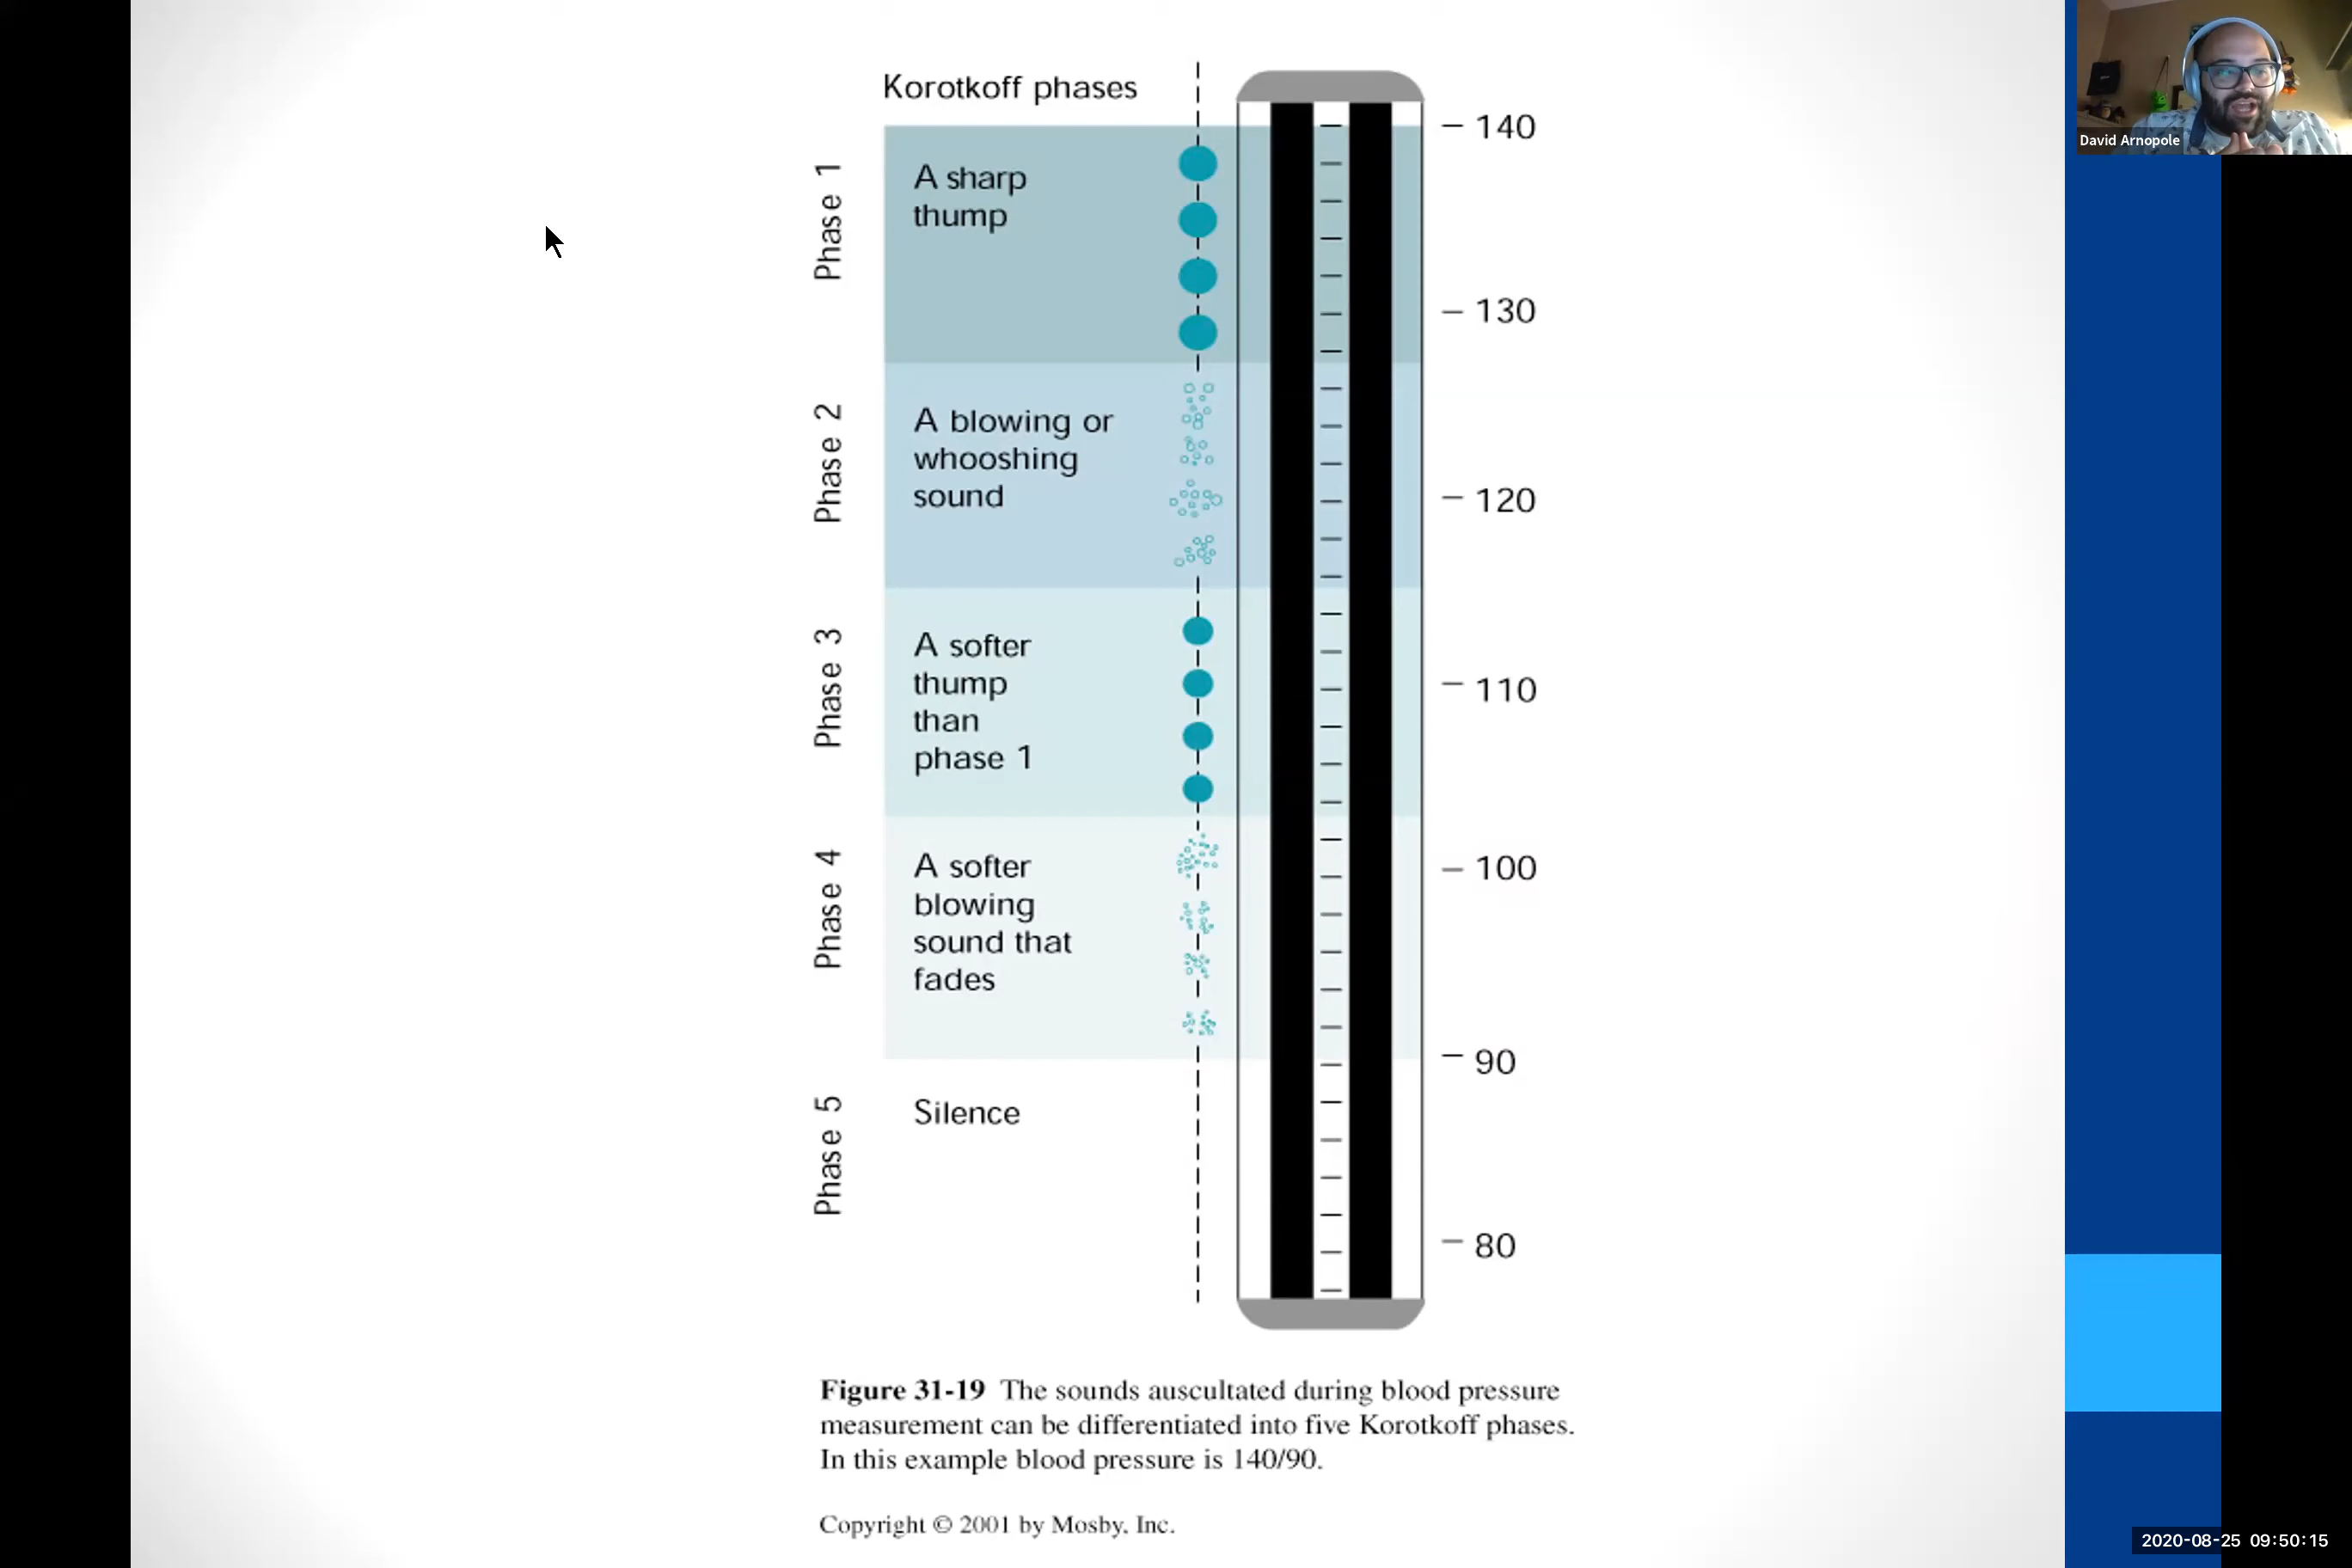 Korotkoff phases
Phase 1
A sharp
thump
Phase 2
A blowing or
whooshing
sound
Phase 3
A softer
thump
than
phase 1
Phase 4
A softer
blowing
sound that
fades
Phase 5
Silence
140
130
120
110
100
90
80
Figure 31-19 The sounds auscultated during blood pressure
measurement can be differentiated into five Korotkoff phases.
In this example blood pressure is 140/90.
Copyright © 2001 by Mosby, Inc.
David Arnopole
2020-08-25 09:50:15